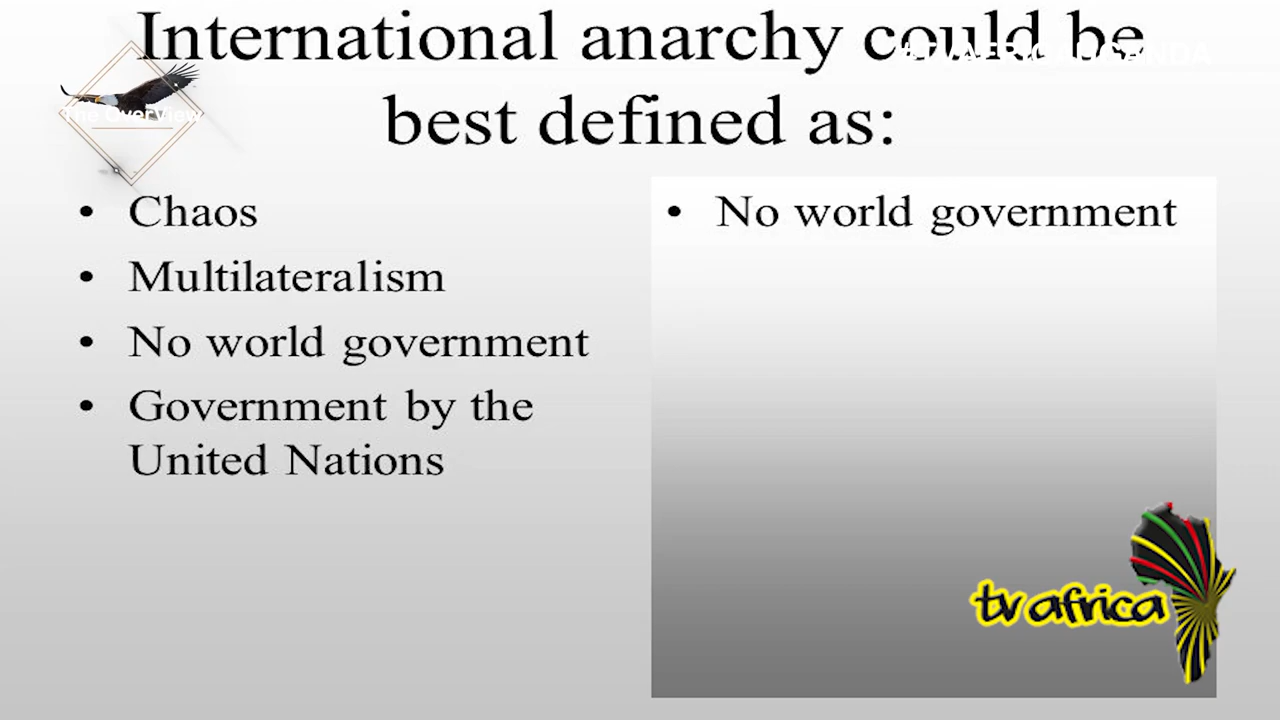 International anarchy could be
best defined as:
#TVAFRICAUGANDA
The OverView
• Chaos
• Multilateralism
• No world government
• Government by the
United Nations
• No world government
tv africa